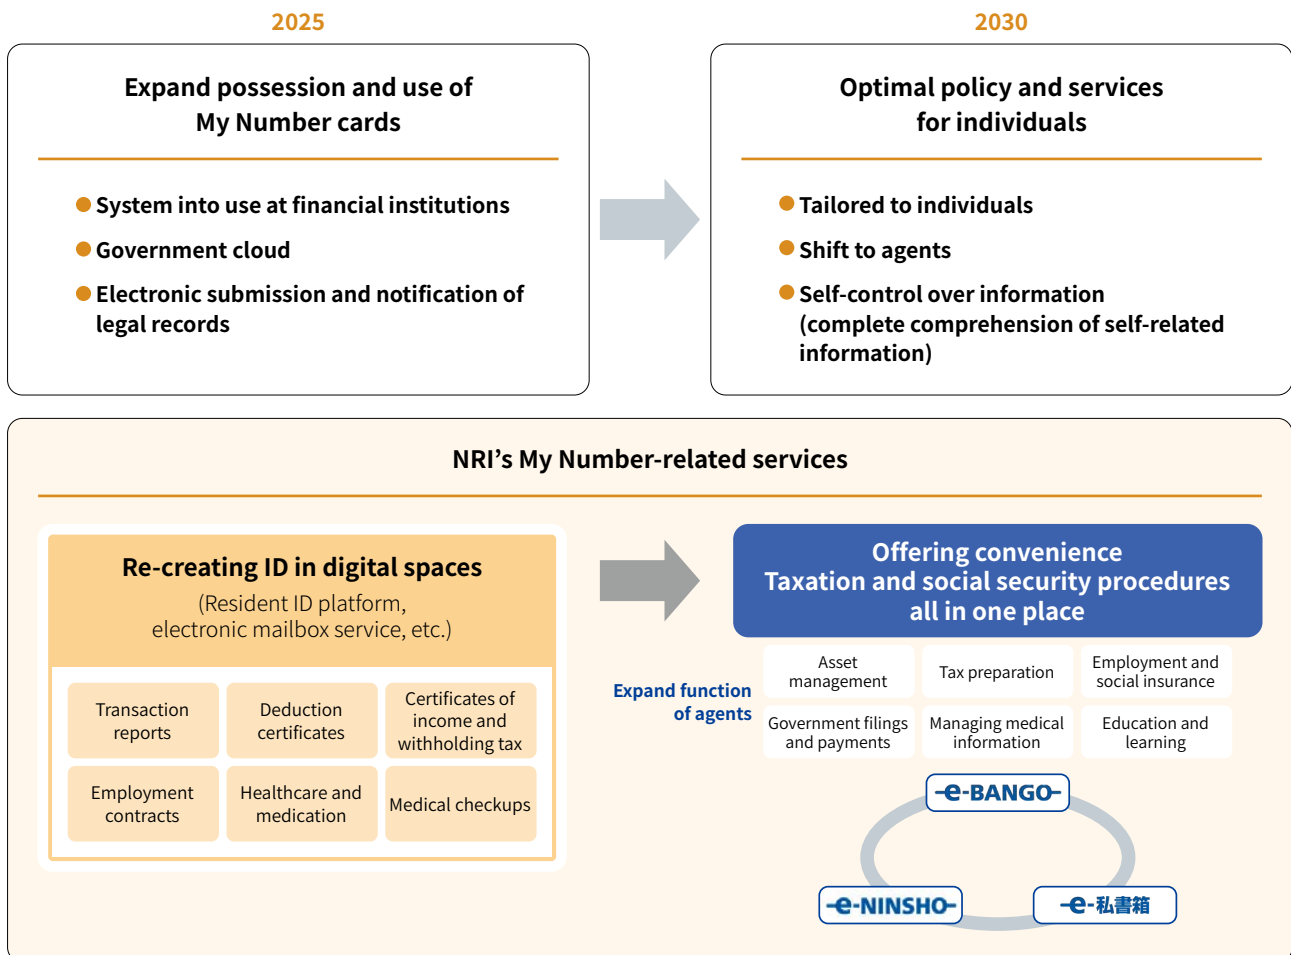 2025
Expand possession and use of
My Number cards
System into use at financial institutions
Government cloud
Electronic submission and notification of
legal records
2030
Optimal policy and services
for individuals
Tailored to individuals
Shift to agents
Self-control over information
(complete comprehension of self-related
information)
NRI’s My Number-related services
Re-creating ID in digital spaces
(Resident ID platform,
electronic mailbox service, etc.)
Transaction
reports
Deduction
certificates
Certificates of
income and
withholding tax
Employment
contracts
Healthcare and
medication
Medical checkups
Offering convenience
Taxation and social security procedures
all in one place
Expand function
of agents
Asset
management
Tax preparation
Employment and
social insurance
Government filings
and payments
Managing medical
information
Education and
learning
e-BANGO
e-NINSHO
e-私書箱